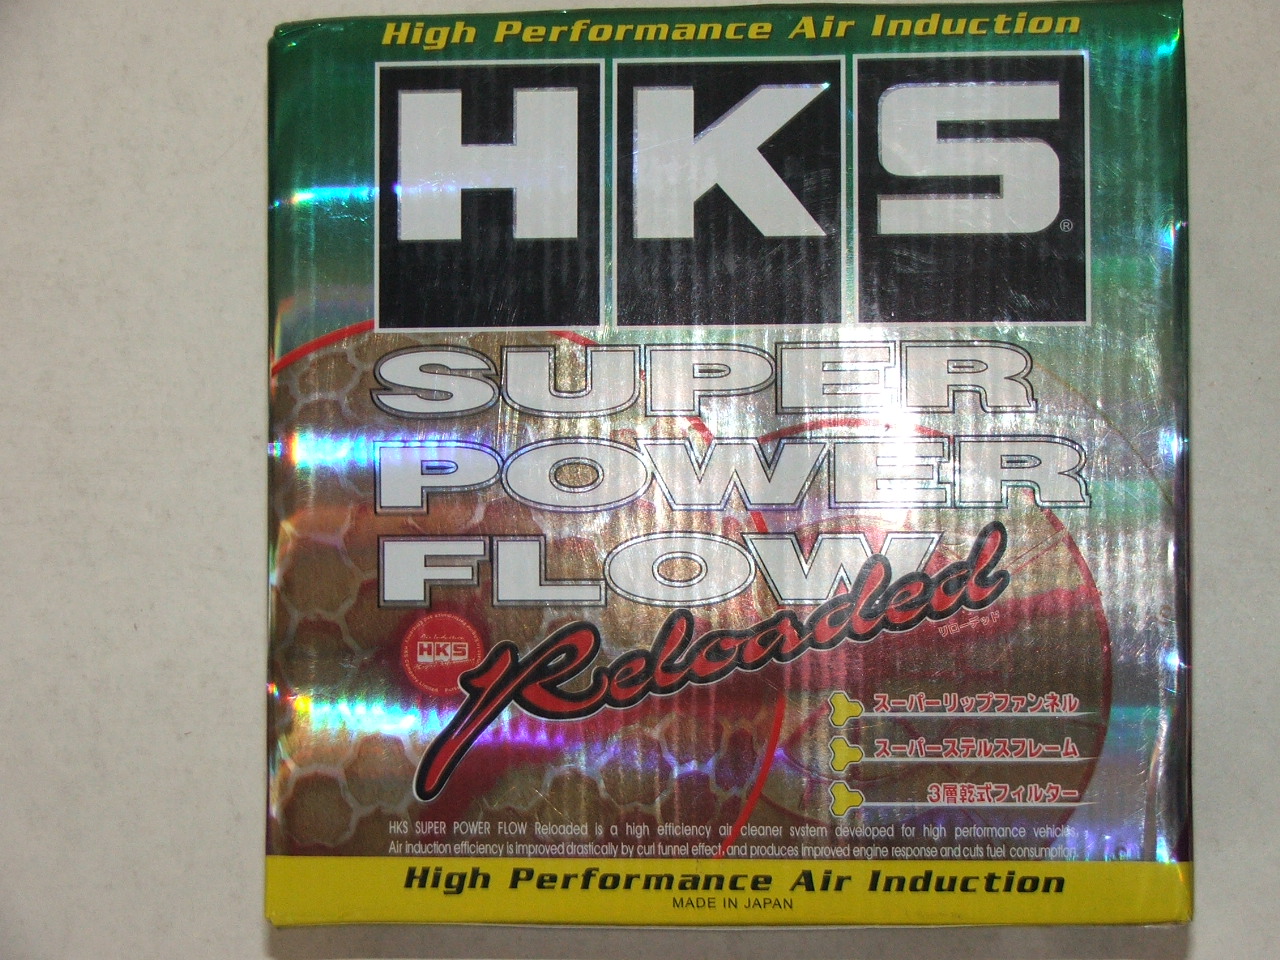 High Performance Air Induction
HKS®
SUPER
POWER
FLOW
Reloaded
リローデッド
HKS
スーパーリップファンネル
スーパーステルスフレーム
3層乾式フィルター
HKS SUPER POWER FLOW Reloaded is a high efficiency air cleaner system developed for high performance vehicles.
Air induction efficiency is improved drastically by curl funnel effect, and produces improved engine response and cuts fuel consumption.
High Performance Air Induction
MADE IN JAPAN